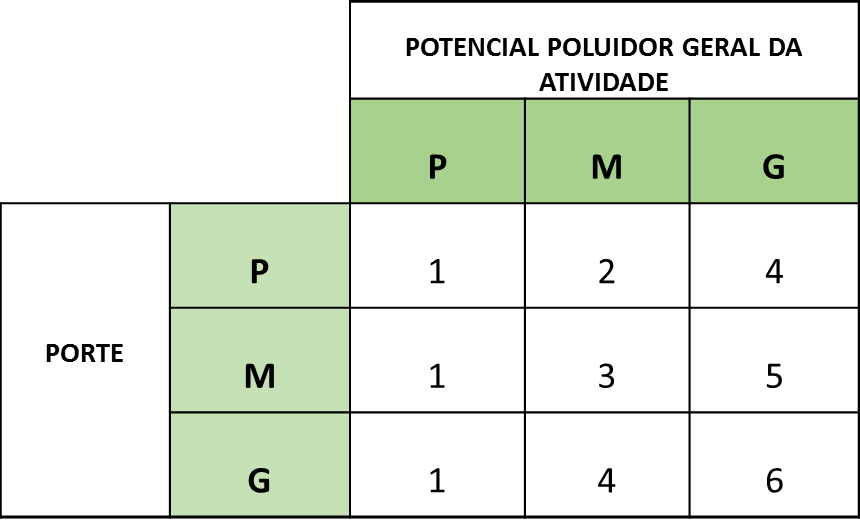 POTENCIAL POLUIDOR GERAL DA
ATIVIDADE
P M G
P 1 2 4
PORTE
M 1 3 5
G 1 4 6